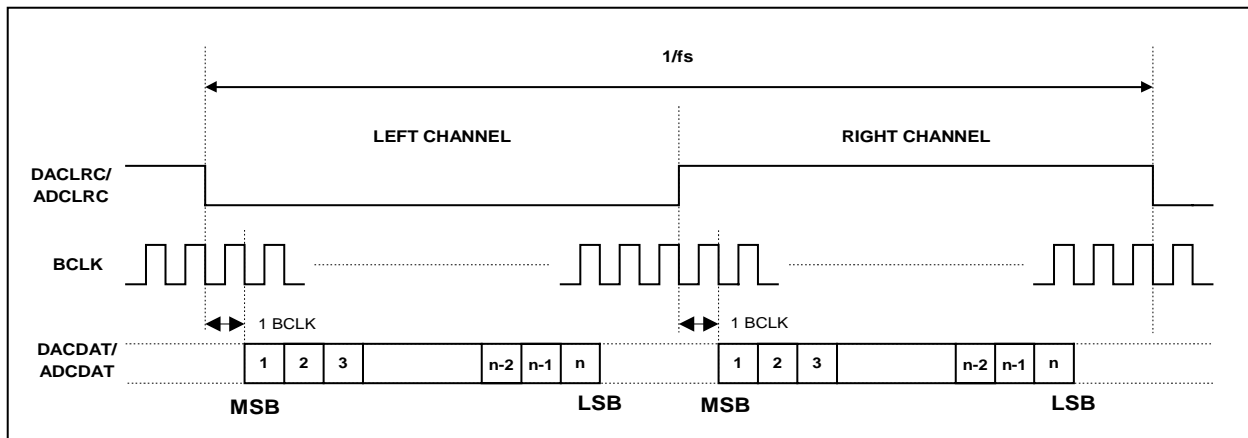 1/fs
LEFT CHANNEL
RIGHT CHANNEL
DACLRC/
ADCLRC
BCLK
1 BCLK
1 BCLK
DACDAT/
ADCDAT
1 2 3 n-2 n-1 n 1 2 3 n-2 n-1 n
MSB LSB MSB LSB